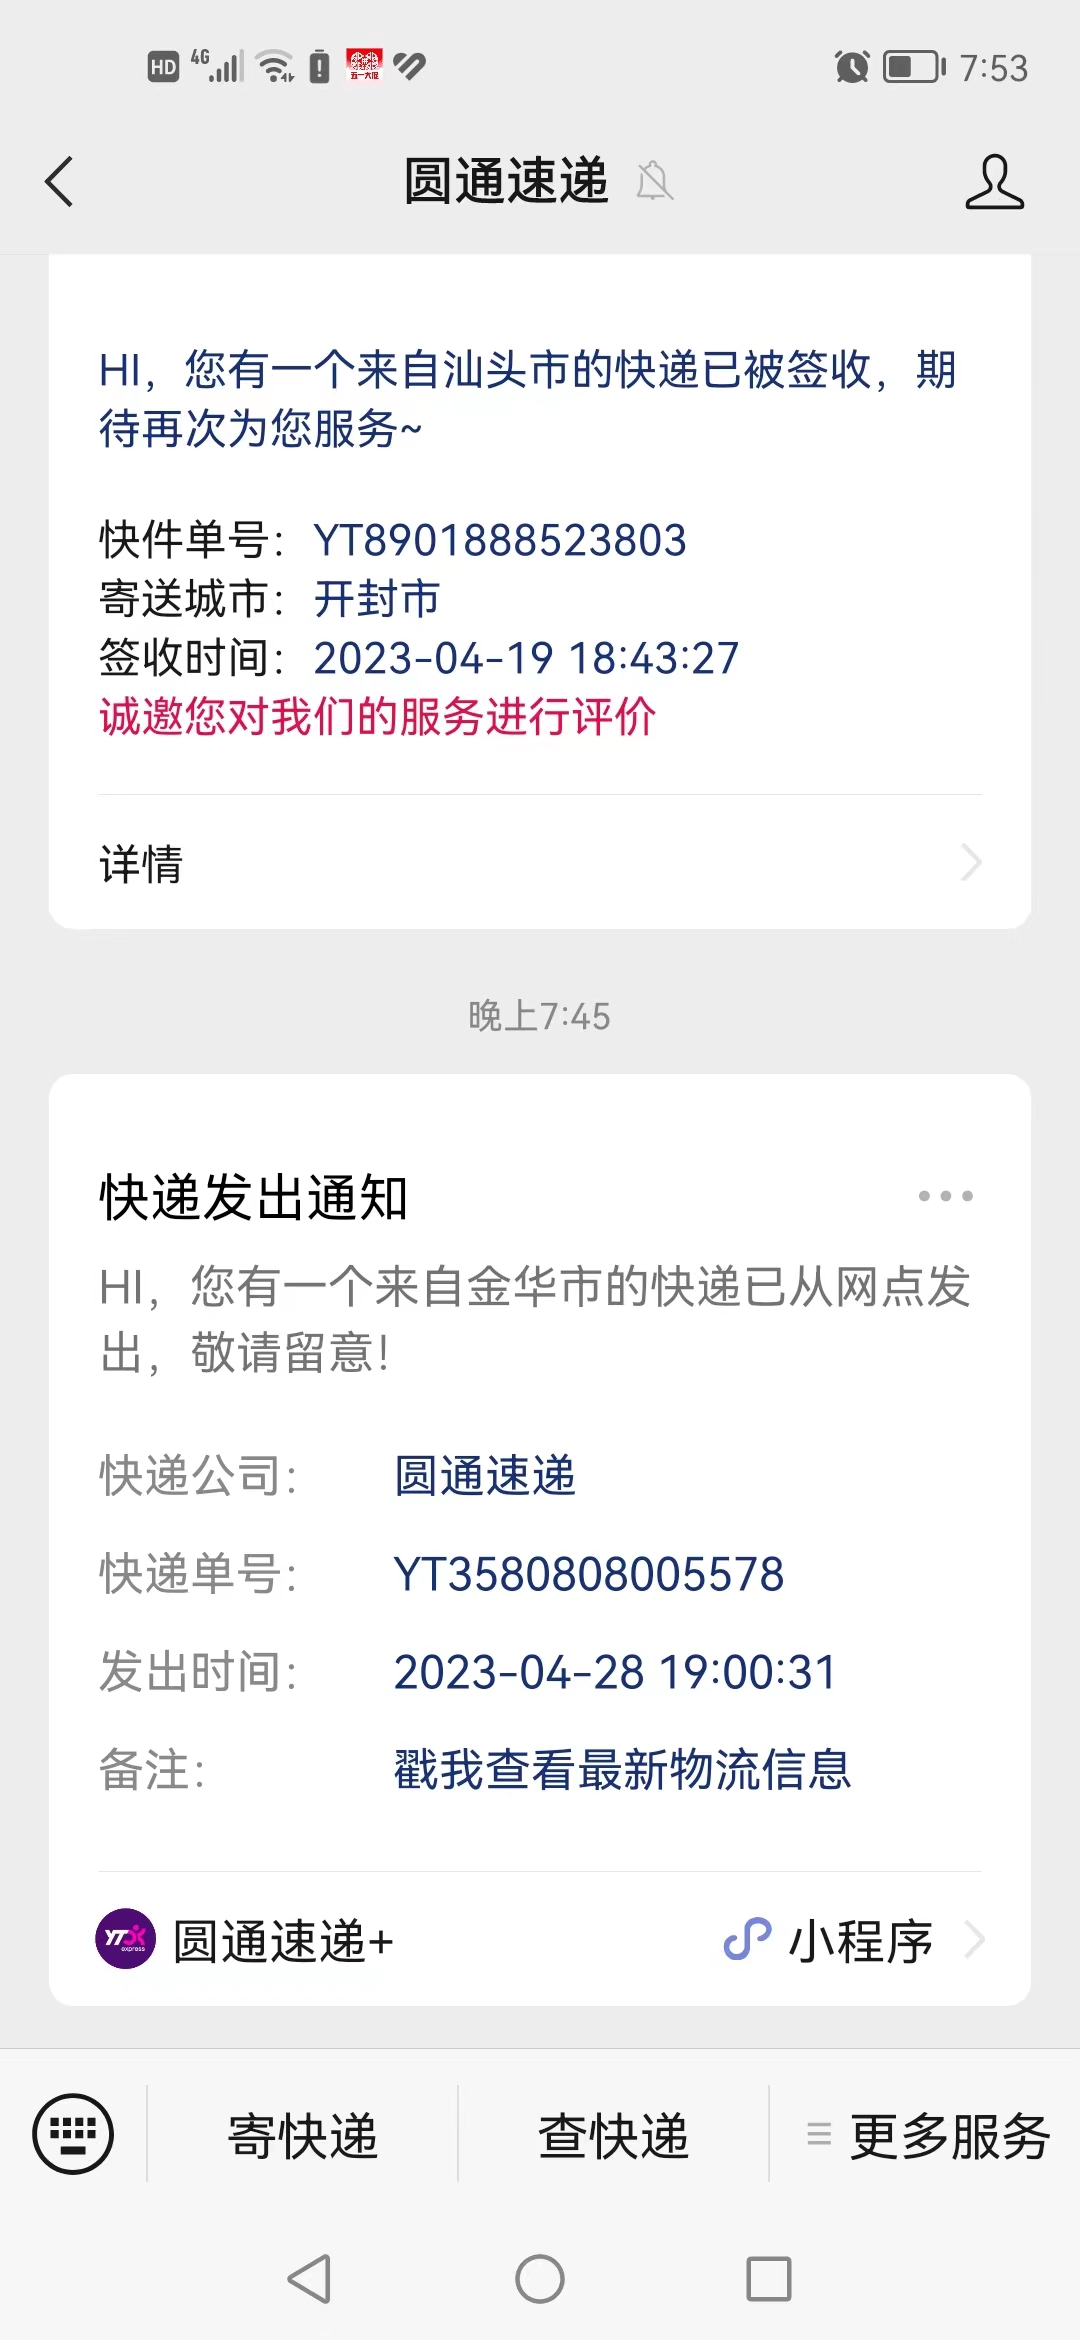 HD 4G 五一大促 7:53
圆通速递
HI，您有一个来自汕头市的快递已被签收，期
待再次为您服务~
快件单号：YT8901888523803
寄送城市：开封市
签收时间：2023-04-19 18:43:27
诚邀您对我们的服务进行评价
详情
晚上7:45
快递发出通知
HI，您有一个来自金华市的快递已从网点发
出，敬请留意！
快递公司： 圆通速递
快递单号： YT3580808005578
发出时间： 2023-04-28 19:00:31
备注： 戳我查看最新物流信息
YTO express 圆通速递+ 小程序
寄快递 查快递 更多服务